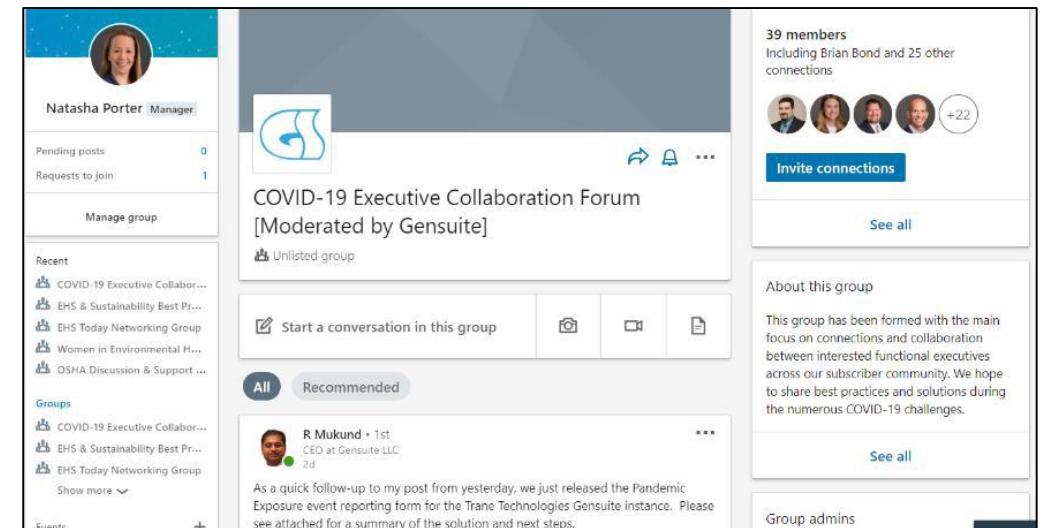 Natasha Porter Manager
Pending posts 0
Requests to join 1
Manage group
Recent
COVID-19 Executive Collabor...
EHS & Sustainability Best Pr...
EHS Today Networking Group
Women in Environmental H...
OSHA Discussion & Support ...
Groups
COVID-19 Executive Collabor...
EHS & Sustainability Best Pr...
EHS Today Networking Group
Show more
Events +
COVID-19 Executive Collaboration Forum
[Moderated by Gensuite]
Unlisted group
Start a conversation in this group
All Recommended
R Mukund • 1st
CEO at Gensuite LLC
2d
As a quick follow-up to my post from yesterday, we just released the Pandemic
Exposure event reporting form for the Trane Technologies Gensuite instance. Please
see attached for a summary of the solution and next steps.
39 members
Including Brian Bond and 25 other
connections
+22
Invite connections
See all
About this group
This group has been formed with the main
focus on connections and collaboration
between interested functional executives
across our subscriber community. We hope
to share best practices and solutions during
the numerous COVID-19 challenges.
See all
Group admins